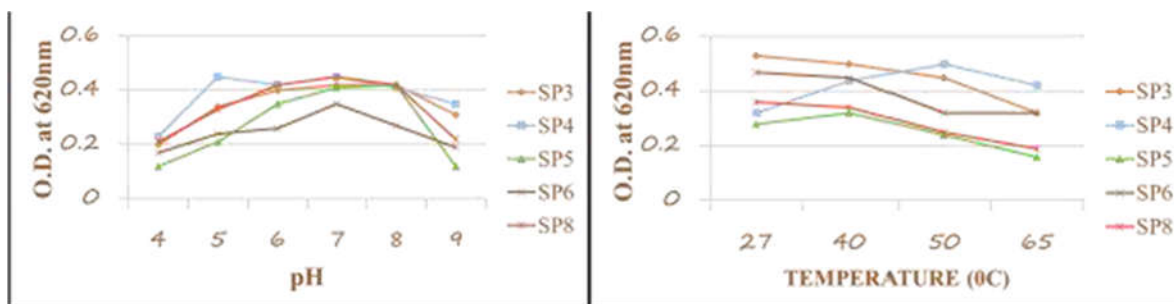 O.D. at 620nm
0.6
0.4
0.2
0
4 5 6 7 8 9
pH
SP3
SP4
SP5
SP6
SP8
O.D. at 620nm
0.6
0.4
0.2
0
27 40 50 65
TEMPERATURE (0C)
SP3
SP4
SP5
SP6
SP8